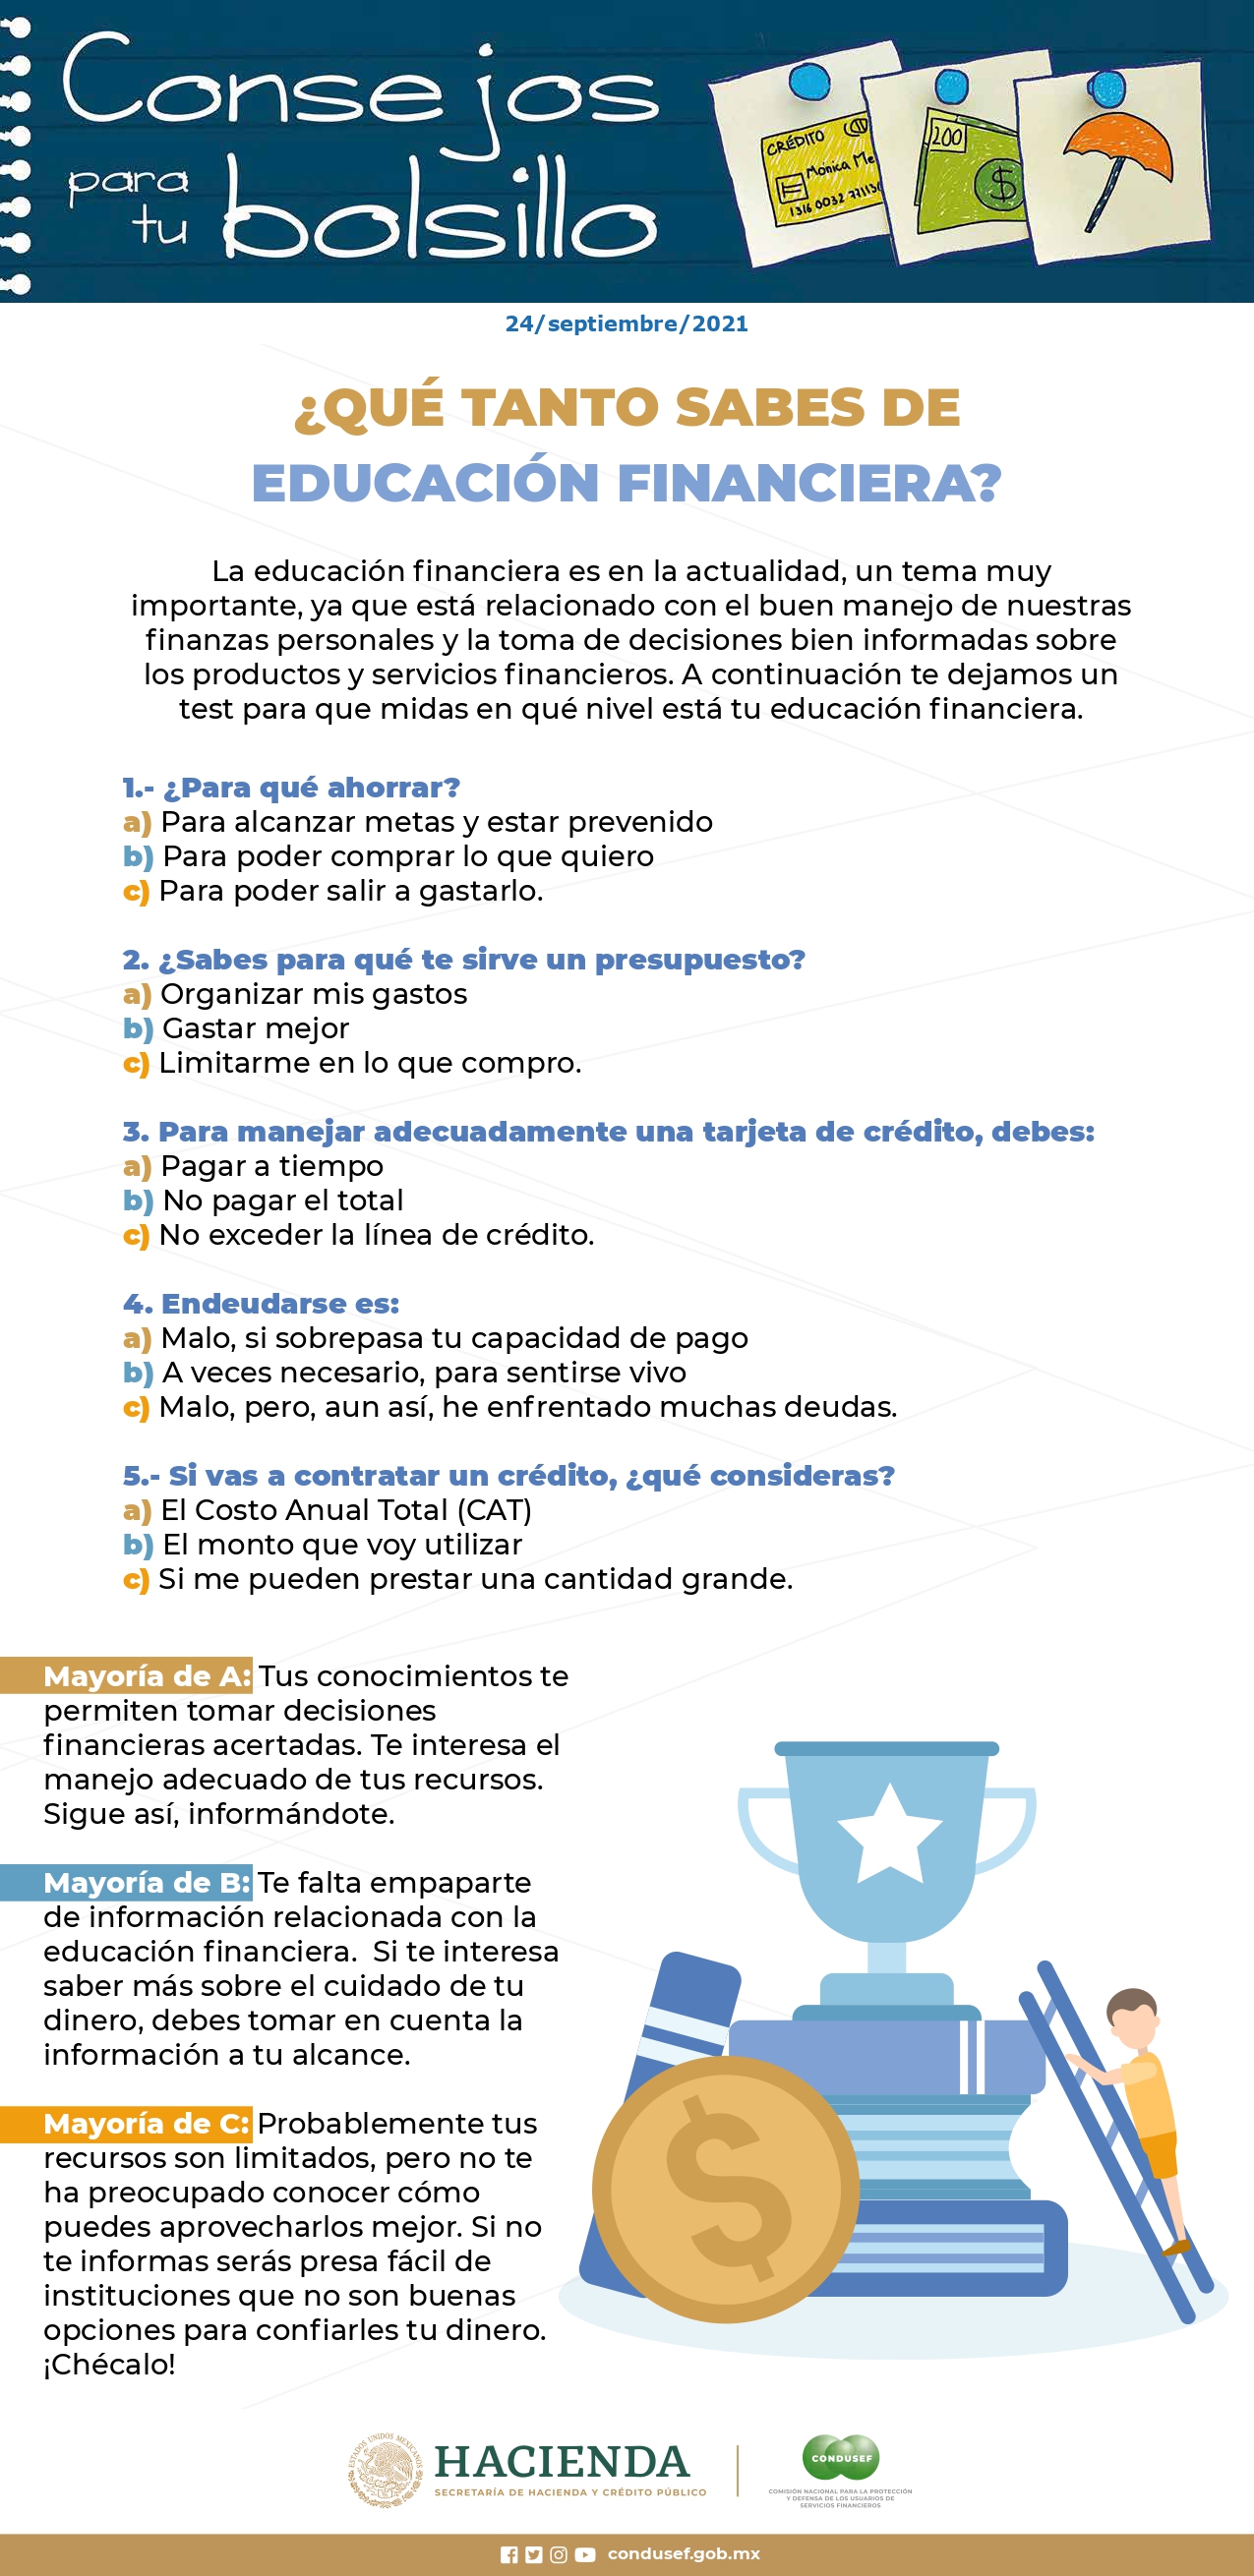 Consejos
para
tu bolsillo
CRÉDITO
Mónica Me
1316 0032 7713
200
$
24/septiembre/2021
¿QUÉ TANTO SABES DE
EDUCACIÓN FINANCIERA?
La educación financiera es en la actualidad, un tema muy
importante, ya que está relacionado con el buen manejo de nuestras
finanzas personales y la toma de decisiones bien informadas sobre
los productos y servicios financieros. A continuación te dejamos un
test para que midas en qué nivel está tu educación financiera.
1.- ¿Para qué ahorrar?
a) Para alcanzar metas y estar prevenido
b) Para poder comprar lo que quiero
c) Para poder salir a gastarlo.
2. ¿Sabes para qué te sirve un presupuesto?
a) Organizar mis gastos
b) Gastar mejor
c) Limitarme en lo que compro.
3. Para manejar adecuadamente una tarjeta de crédito, debes:
a) Pagar a tiempo
b) No pagar el total
c) No exceder la línea de crédito.
4. Endeudarse es:
a) Malo, si sobrepasa tu capacidad de pago
b) A veces necesario, para sentirse vivo
c) Malo, pero, aun así, he enfrentado muchas deudas.
5.- Si vas a contratar un crédito, ¿qué consideras?
a) El Costo Anual Total (CAT)
b) El monto que voy utilizar
c) Si me pueden prestar una cantidad grande.
Mayoría de A: Tus conocimientos te
permiten tomar decisiones
financieras acertadas. Te interesa el
manejo adecuado de tus recursos.
Sigue así, informándote.
Mayoría de B: Te falta empaparte
de información relacionada con la
educación financiera.  Si te interesa
saber más sobre el cuidado de tu
dinero, debes tomar en cuenta la
información a tu alcance.
Mayoría de C: Probablemente tus
recursos son limitados, pero no te
ha preocupado conocer cómo
puedes aprovecharlos mejor. Si no
te informas serás presa fácil de
instituciones que no son buenas
opciones para confiarles tu dinero.
¡Chécalo!
$
ESTADOS UNIDOS MEXICANOS
HACIENDA
SECRETARÍA DE HACIENDA Y CRÉDITO PÚBLICO
CONDUSEF
COMISIÓN NACIONAL PARA LA PROTECCIÓN
Y DEFENSA DE LOS USUARIOS DE
SERVICIOS FINANCIEROS
condusef.gob.mx